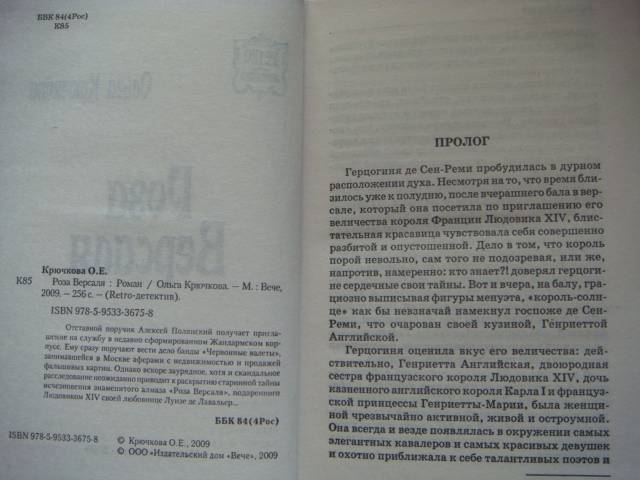 ББК 84(4Рос)
К85
Крючкова О.Е.
К85 Роза Версаля : Роман / Ольга Крючкова. — М. : Вече,
2009. — 256 с. — (Retro-детектив).
ISBN 978-5-9533-3675-8
Отставной поручик Алексей Полянский получает пригла-
шение на службу в недавно сформированном Жандармском кор-
пусе. Ему сразу поручают вести дело банды «Червонные валеты»,
занимавшейся в Москве аферами с недвижимостью и продажей
фальшивых картин. Однако вскоре заурядное, хотя и скандальное
расследование неожиданно приводит к раскрытию старинной тайны
исчезновения знаменитого алмаза «Роза Версаля», подаренного
Людовиком XIV своей любовнице Луизе де Лавальер...
ББК 84(4Рос)
ISBN 978-5-9533-3675-8
© Крючкова О.Е., 2009
© ООО «Издательский дом «Вече», 2009
ПРОЛОГ
Герцогиня де Сен-Реми пробудилась в дурном
расположении духа. Несмотря на то, что время бли-
зилось уже к полудню, после вчерашнего бала в вер-
сале, который она посетила по приглашению его
величества короля Франции Людовика XIV, блис-
тательная красавица чувствовала себя совершенно
разбитой и опустошенной. Дело в том, что король
порой невольно, сам того не подозревая, или же,
напротив, намеренно: кто знает?! доверял герцоги-
не сердечные свои тайны. Вот и вчера, на балу, гра-
циозно выписывая фигуры менуэта, «король-солн-
це» как бы невзначай намекнул госпоже де Сен-
Реми, что очарован своей кузиной, Генриеттой
Английской.
Герцогиня оценила вкус его величества: дей-
ствительно, Генриетта Английская, двоюродная
сестра французского короля Людовика XIV, дочь
казненного английского короля Карла I и француз-
ской принцессы Генриетты-Марии, была женщи-
ной чрезвычайно активной, живой и остроумной.
Она всегда и везде появлялась в окружении самых
элегантных кавалеров и самых красивых девушек
и охотно приближала к себе талантливых поэтов и